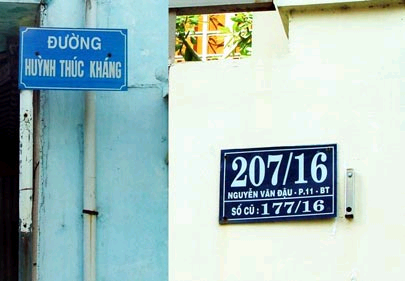 ĐƯỜNG
HUỲNH THÚC KHÁNG
207/16
NGUYỄN VĂN ĐẬU - P.11 - BT
SỐ CŨ : 177/16